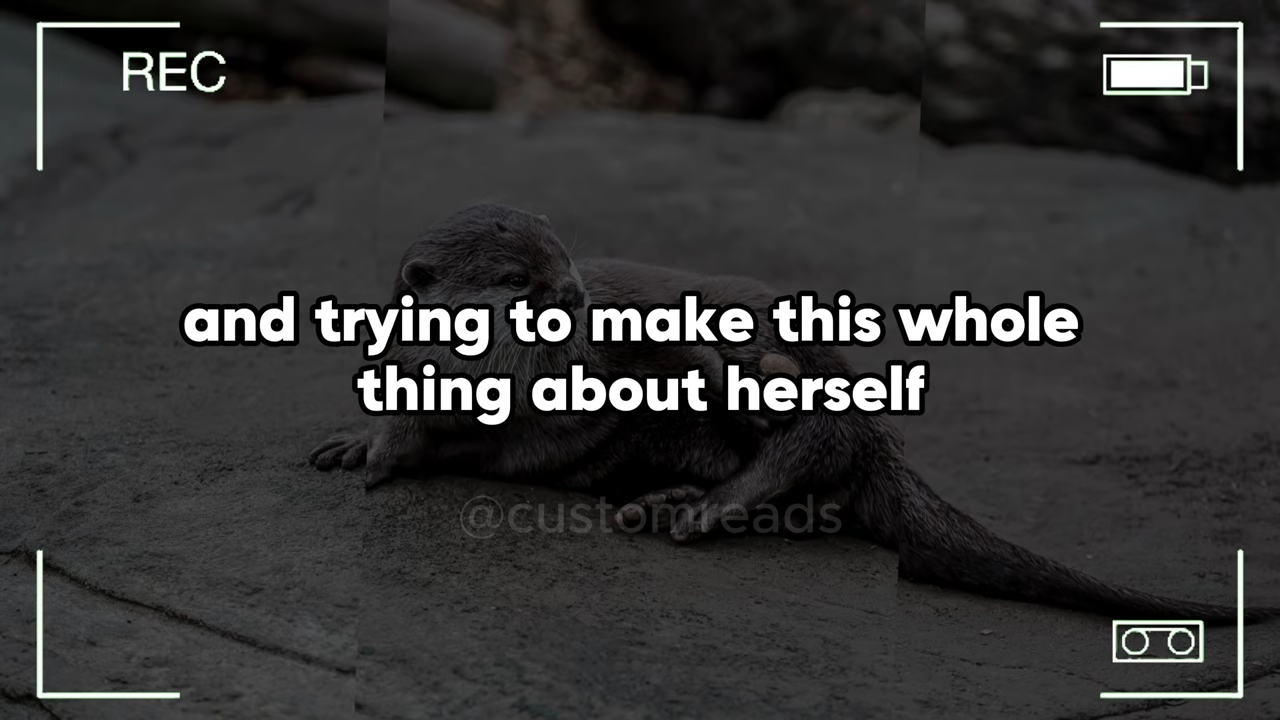 REC
and trying to make this whole
thing about herself
@customreads